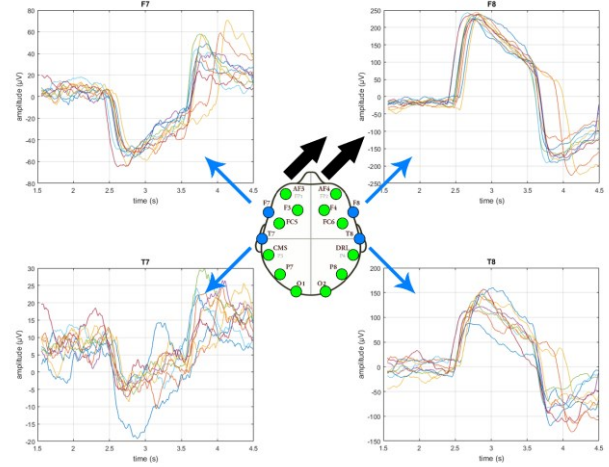 F7
80
60
40
20
0
-20
-40
-60
-80
amplitude (µV)
1.5 2 2.5 3 3.5 4 4.5
time (s)
F8
250
200
150
100
50
0
-50
-100
-150
-200
-250
amplitude (µV)
1.5 2 2.5 3 3.5 4 4.5
time (s)
AF3 AF4
F7 F3 F4 F8
FC5 FC6
T7 T8
CMS DRL
P7 P8
O1 O2
T7
30
25
20
15
10
5
0
-5
-10
-15
-20
amplitude (µV)
1.5 2 2.5 3 3.5 4 4.5
time (s)
T8
200
150
100
50
0
-50
-100
-150
amplitude (µV)
1.5 2 2.5 3 3.5 4 4.5
time (s)